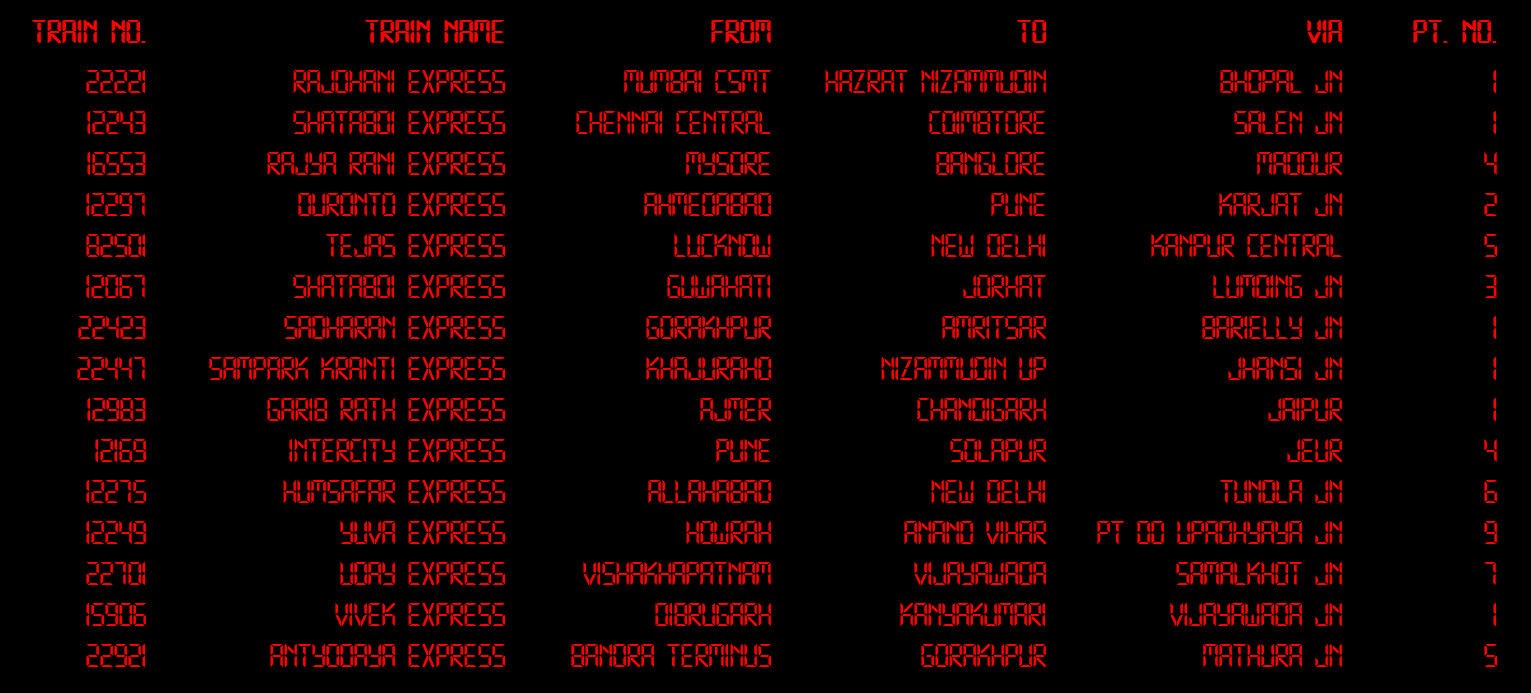 TRAIN NO. TRAIN NAME FROM TO VIA PT. NO.
22221 RAJDHANI EXPRESS MUMBAI CSMT HAZRAT NIZAMMUDIN BHOPAL JN 1
12243 SHATABDI EXPRESS CHENNAI CENTRAL COIMBTORE SALEN JN 1
16553 RAJYA RANI EXPRESS MYSORE BANGLORE MADDUR 4
12297 DURONTO EXPRESS AHMEDABAD PUNE KARJAT JN 2
82501 TEJAS EXPRESS LUCKNOW NEW DELHI KANPUR CENTRAL 5
12067 SHATABDI EXPRESS GUWAHATI JORHAT LUMDING JN 3
22423 SADHARAN EXPRESS GORAKHPUR AMRITSAR BARIELLY JN 1
22447 SAMPARK KRANTI EXPRESS KHAJURAHO NIZAMMUDIN UP JHANSI JN 1
12983 GARIB RATH EXPRESS AJMER CHANDIGARH JAIPUR 1
12169 INTERCITY EXPRESS PUNE SOLAPUR JEUR 4
12275 HUMSAFAR EXPRESS ALLAHABAD NEW DELHI TUNDLA JN 6
12249 YUVA EXPRESS HOWRAH ANAND VIHAR PT DD UPADHYAYA JN 9
22701 UDAY EXPRESS VISHAKHAPATNAM VIJAYAWADA SAMALKHOT JN 7
15906 VIVEK EXPRESS DIBRUGARH KANYAKUMARI VIJAYAWADA JN 1
22921 ANTYODAYA EXPRESS BANDRA TERMINUS GORAKHPUR MATHURA JN 5